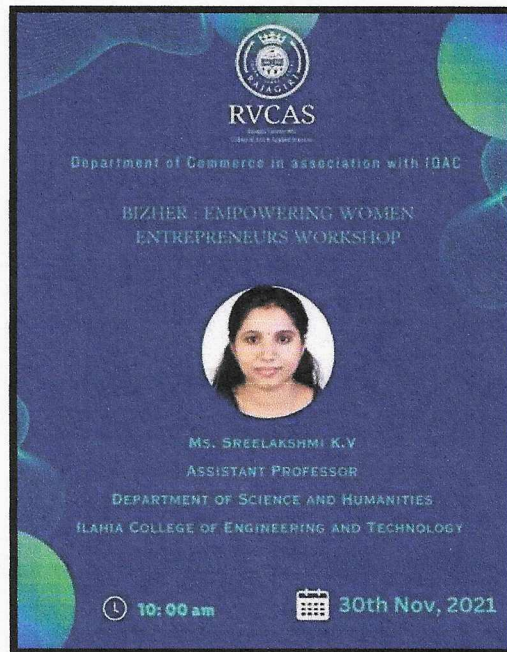 RAJAGIRI
RVCAS
Department of Commerce in association with IQAC
BIZHER : EMPOWERING WOMEN
ENTREPRENEURS WORKSHOP
MS. SREELAKSHMI K.V
ASSISTANT PROFESSOR
DEPARTMENT OF SCIENCE AND HUMANITIES
ILAHIA COLLEGE OF ENGINEERING AND TECHNOLOGY
10:00 am
30th Nov, 2021